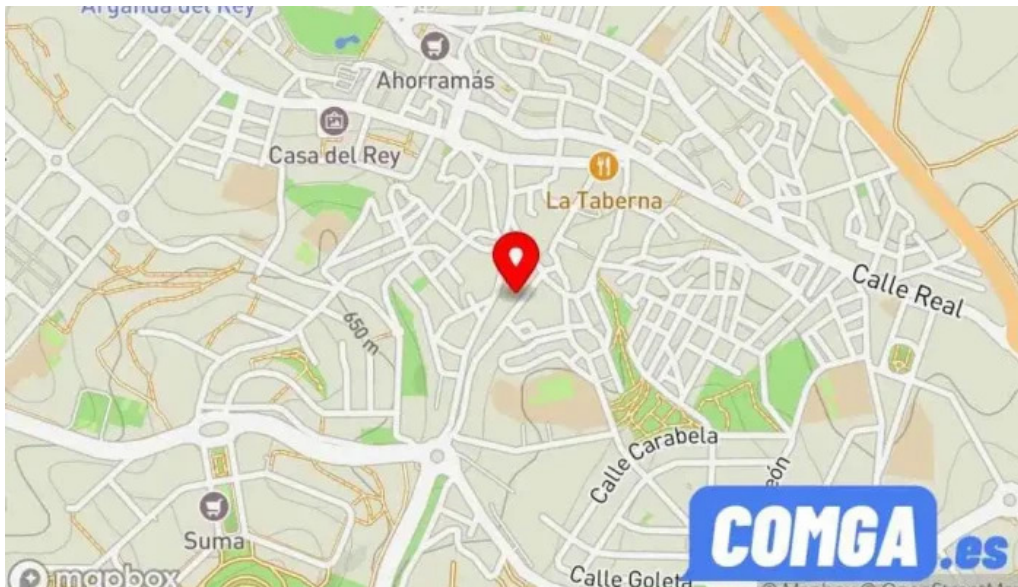 Arganda del Rey
Ahorramás
Casa del Rey
La Taberna
Calle Real
650 m
Calle Carabela
eón
Suma
COMGA.es
Calle Goleta
mapbox